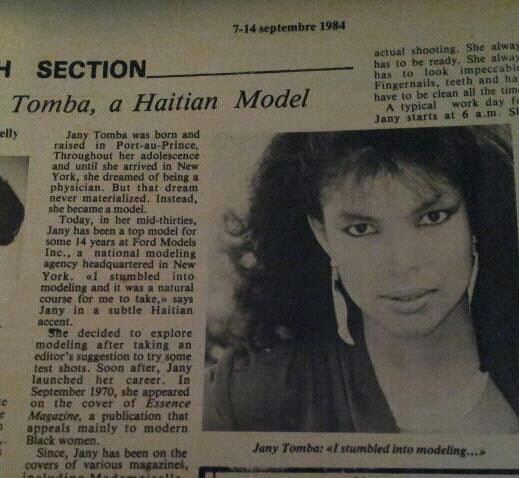 7-14 septembre 1984
H SECTION
Tomba, a Haitian Model
elly
Jany Tomba was born and
raised in Port-au-Prince,
Throughout her adolescence
and until she arrived in New
York, she dreamed of being a
physician. But that dream
never materialized. Instead,
she became a model.
Today, in her mid-thirties,
Jany has been a top model for
some 14 years at Ford Models
Inc., a national modeling
agency headquartered in New
York. «I stumbled into
modeling and it was a natural
course for me to take,» says
Jany in a subtle Haitian
accent.
She decided to explore
modeling after taking an
editor's suggestion to try some
test shots. Soon after, Jany
launched her career. In
September 1970, she appeared
on the cover of Essence
Magazine, a publication that
appeals mainly to modern
Black women.
Since, Jany has been on the
covers of various magazines,
including Mademoiselle
actual shooting. She alway
has to be ready. She alway
has to look impeccabl
Fingernails, teeth and ha
have to be clean all the tim
A typical work day f
Jany starts at 6 a.m. Sh
Jany Tomba: «I stumbled into modeling...»